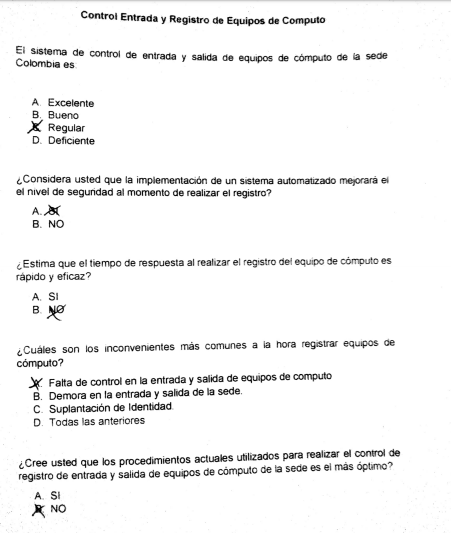 Control Entrada y Registro de Equipos de Computo
El sistema de control de entrada y salida de equipos de cómputo de la sede
Colombia es
A. Excelente
B. Bueno
Regular
D. Deficiente
¿Considera usted que la implementación de un sistema automatizado mejorará el
el nivel de seguridad al momento de realizar el registro?
A. SI
B. NO
¿Estima que el tiempo de respuesta al realizar el registro del equipo de cómputo es
rápido y eficaz?
A. SI
B. NO
¿Cuáles son los inconvenientes más comunes a la hora registrar equipos de
cómputo?
Falta de control en la entrada y salida de equipos de computo
B. Demora en la entrada y salida de la sede.
C. Suplantación de Identidad.
D. Todas las anteriores
¿Cree usted que los procedimientos actuales utilizados para realizar el control de
registro de entrada y salida de equipos de cómputo de la sede es el más óptimo?
A. SI
B. NO